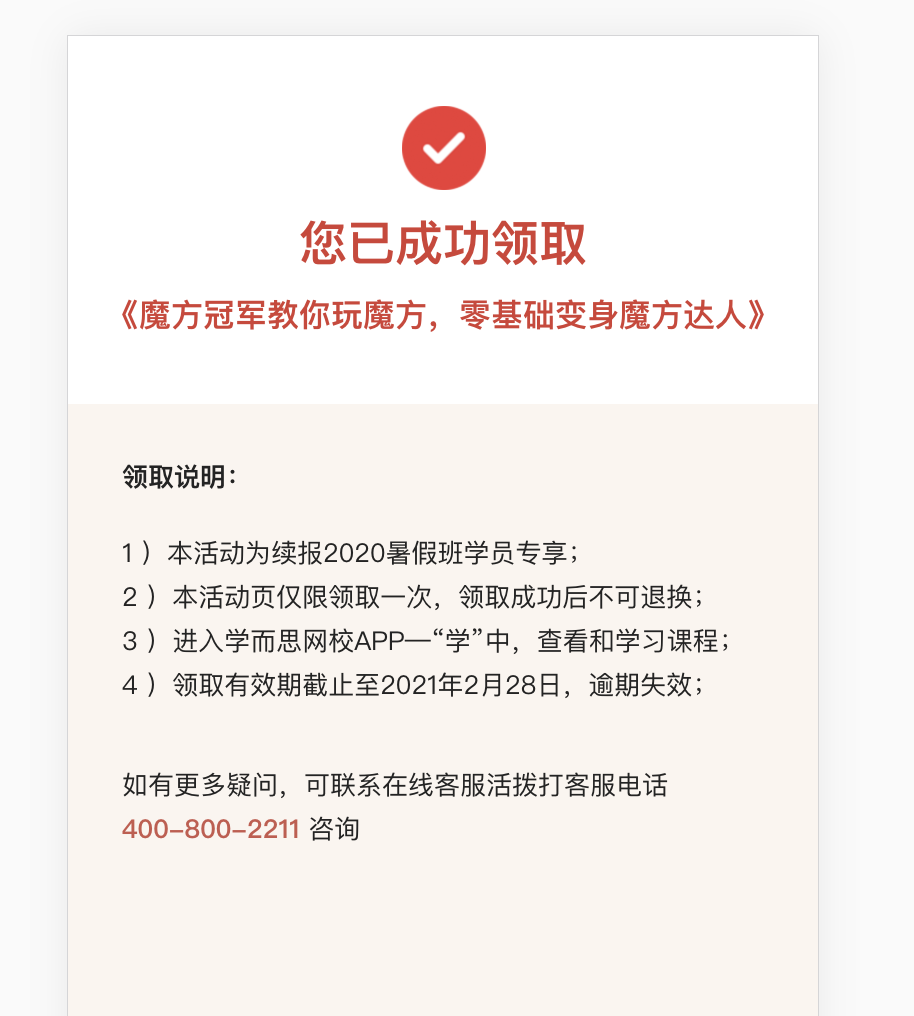 您已成功领取
《魔方冠军教你玩魔方，零基础变身魔方达人》
领取说明：
1 ）本活动为续报2020暑假班学员专享；
2 ）本活动页仅限领取一次，领取成功后不可退换；
3 ）进入学而思网校APP—“学”中，查看和学习课程；
4 ）领取有效期截止至2021年2月28日，逾期失效；
如有更多疑问，可联系在线客服活拨打客服电话
400-800-2211 咨询